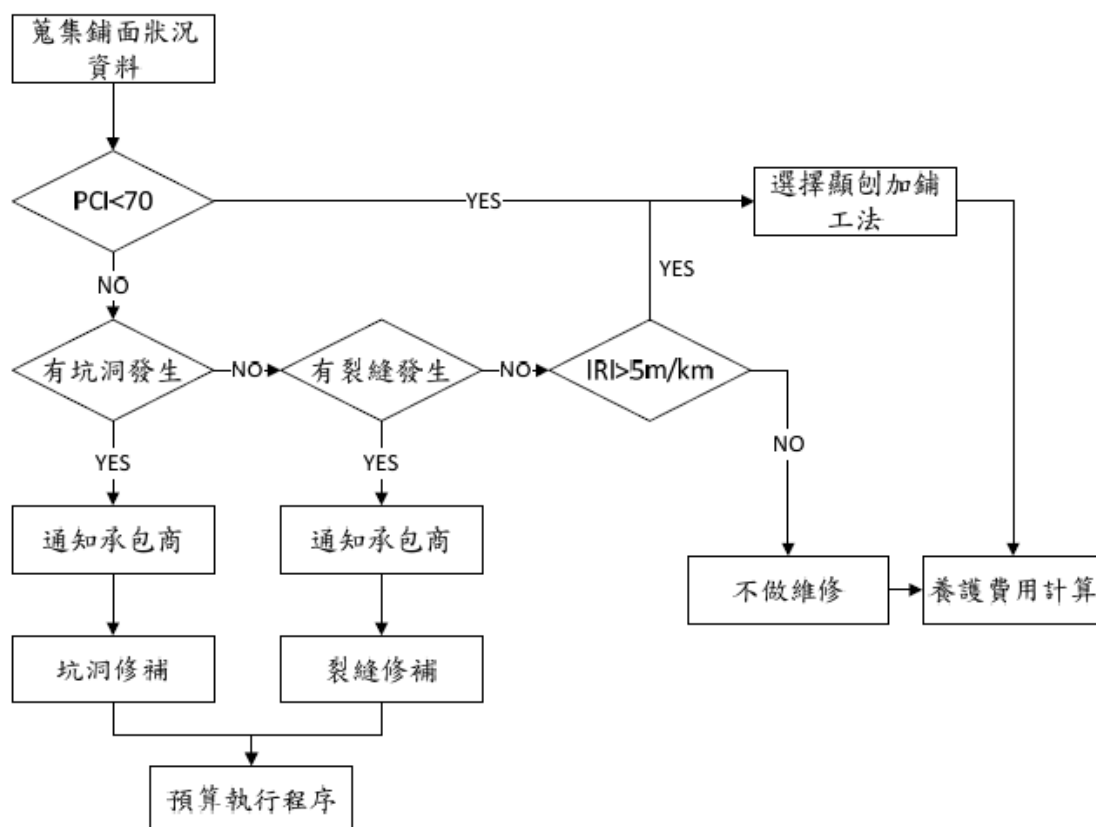 蒐集鋪面狀況
資料
PCI<70
YES
選擇顯刨加鋪
工法
NO
YES
有坑洞發生
NO
有裂縫發生
NO
IRI>5m/km
YES
YES
NO
通知承包商
通知承包商
不做維修
養護費用計算
坑洞修補
裂縫修補
預算執行程序